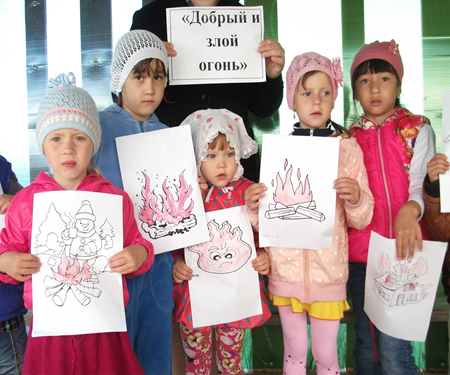 «Добрый и
злой
огонь»